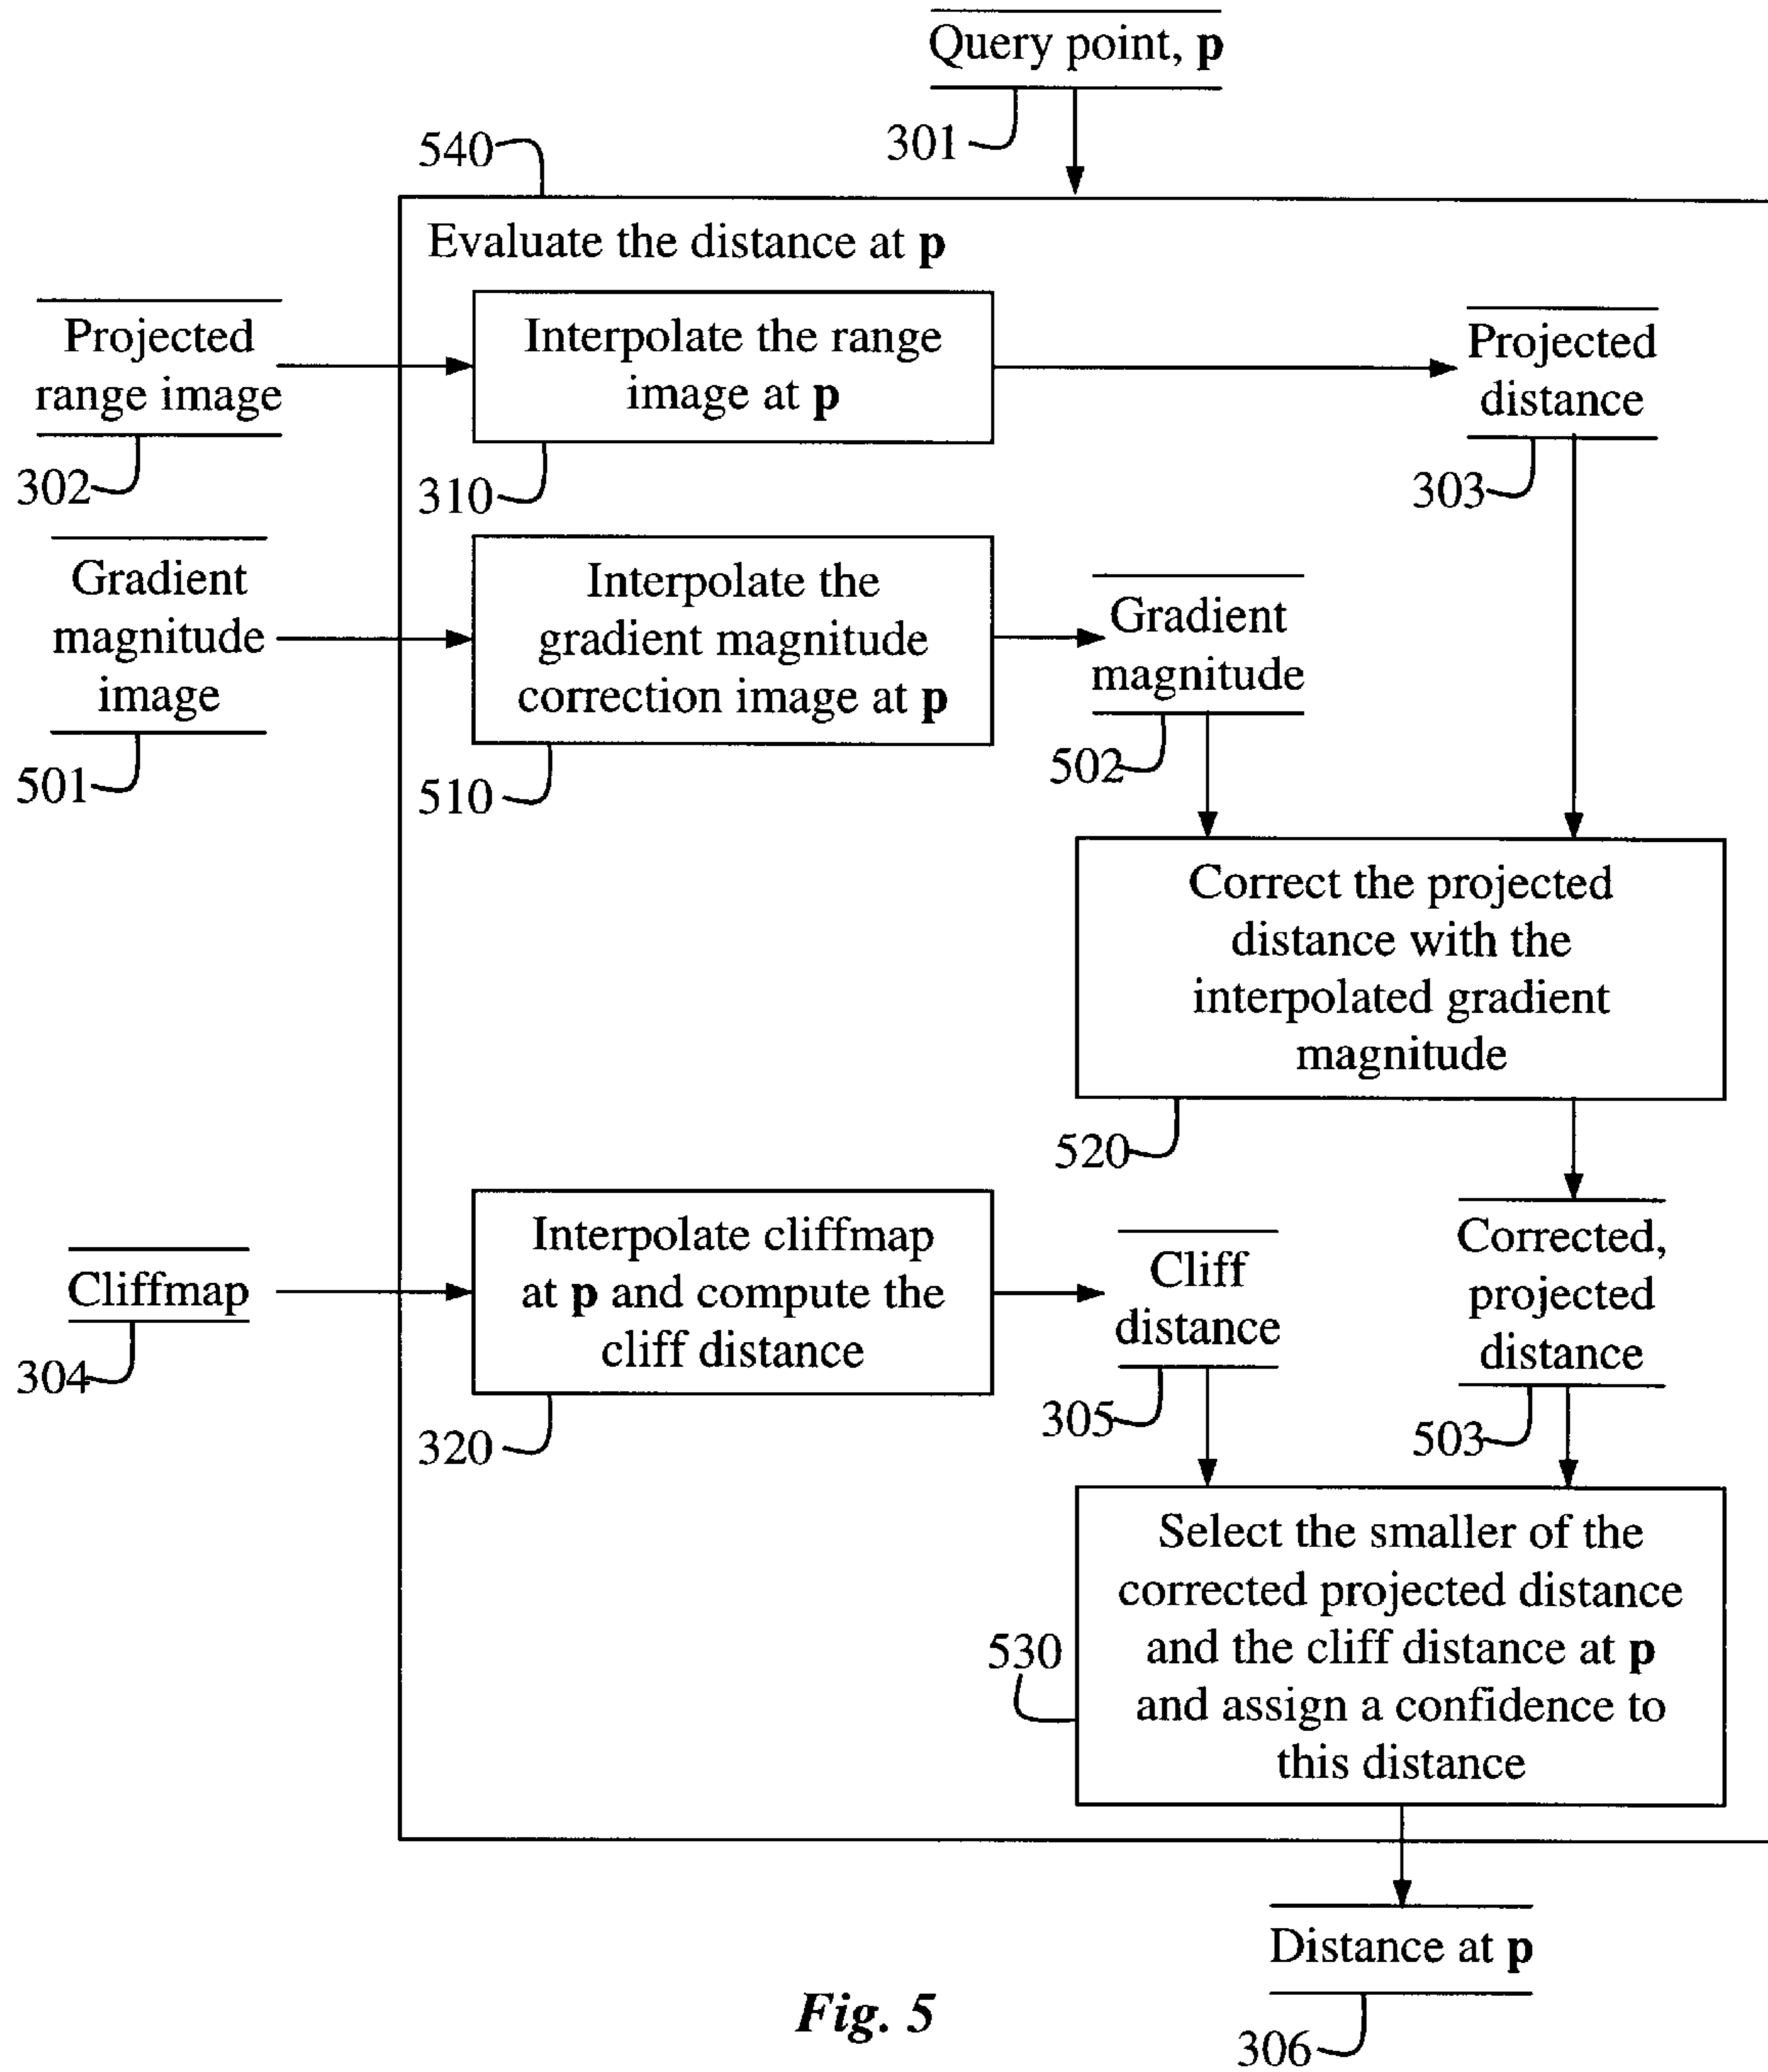 Query point, p
301
540
Evaluate the distance at p
Projected
range image
302
Interpolate the range
image at p
310
Projected
distance
303
Gradient
magnitude
image
501
Interpolate the
gradient magnitude
correction image at p
510
Gradient
magnitude
502
Correct the projected
distance with the
interpolated gradient
magnitude
520
Cliffmap
304
Interpolate cliffmap
at p and compute the
cliff distance
320
Cliff
distance
305
Corrected,
projected
distance
503
Select the smaller of the
corrected projected distance
and the cliff distance at p
and assign a confidence to
this distance
530
Distance at p
306
Fig. 5